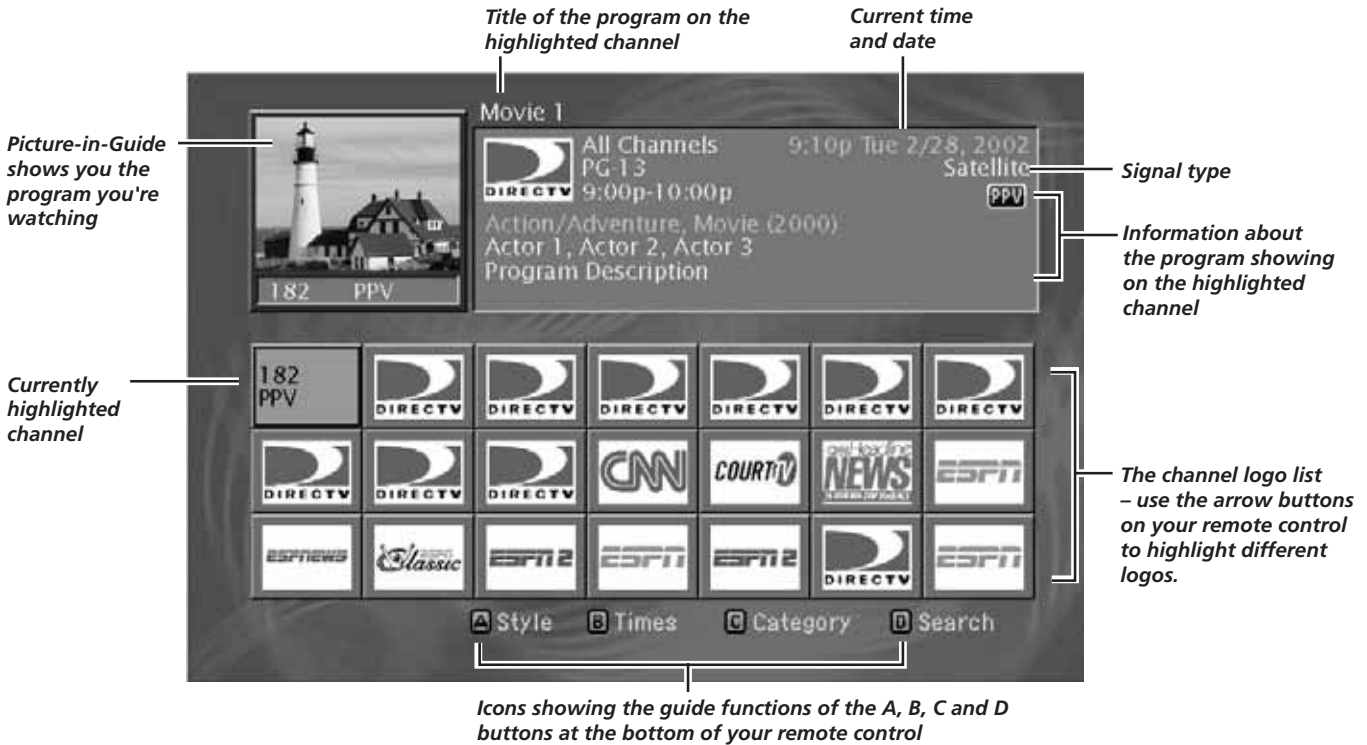 Title of the program on the
highlighted channel
Current time
and date
Picture-in-Guide
shows you the
program you're
watching
Movie 1
DIRECTV
All Channels
9:10p Tue 2/28, 2002
PG-13
Satellite
9:00p-10:00p
PPV
Action/Adventure, Movie (2000)
Actor 1, Actor 2, Actor 3
Program Description
182 PPV
Signal type
Information about
the program showing
on the highlighted
channel
Currently
highlighted
channel
182
PPV
DIRECTV
DIRECTV
DIRECTV
DIRECTV
DIRECTV
DIRECTV
DIRECTV
DIRECTV
DIRECTV
CNN
COURT TV
NEWS
ESPN
ESPNEWS
ESPN Classic
ESPN 2
ESPN
ESPN 2
DIRECTV
ESPN
The channel logo list
– use the arrow buttons
on your remote control
to highlight different
logos.
A Style B Times C Category D Search
Icons showing the guide functions of the A, B, C and D
buttons at the bottom of your remote control